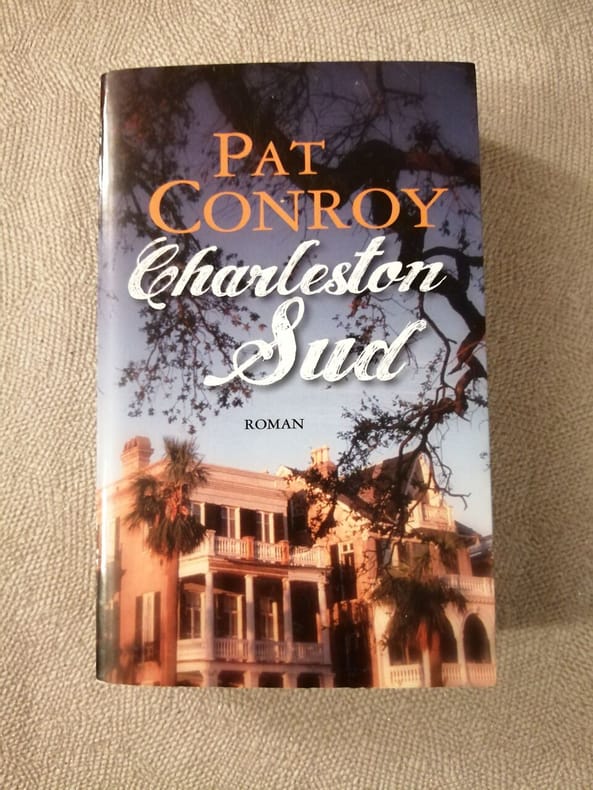 PAT
CONROY
Charleston
Sud
ROMAN